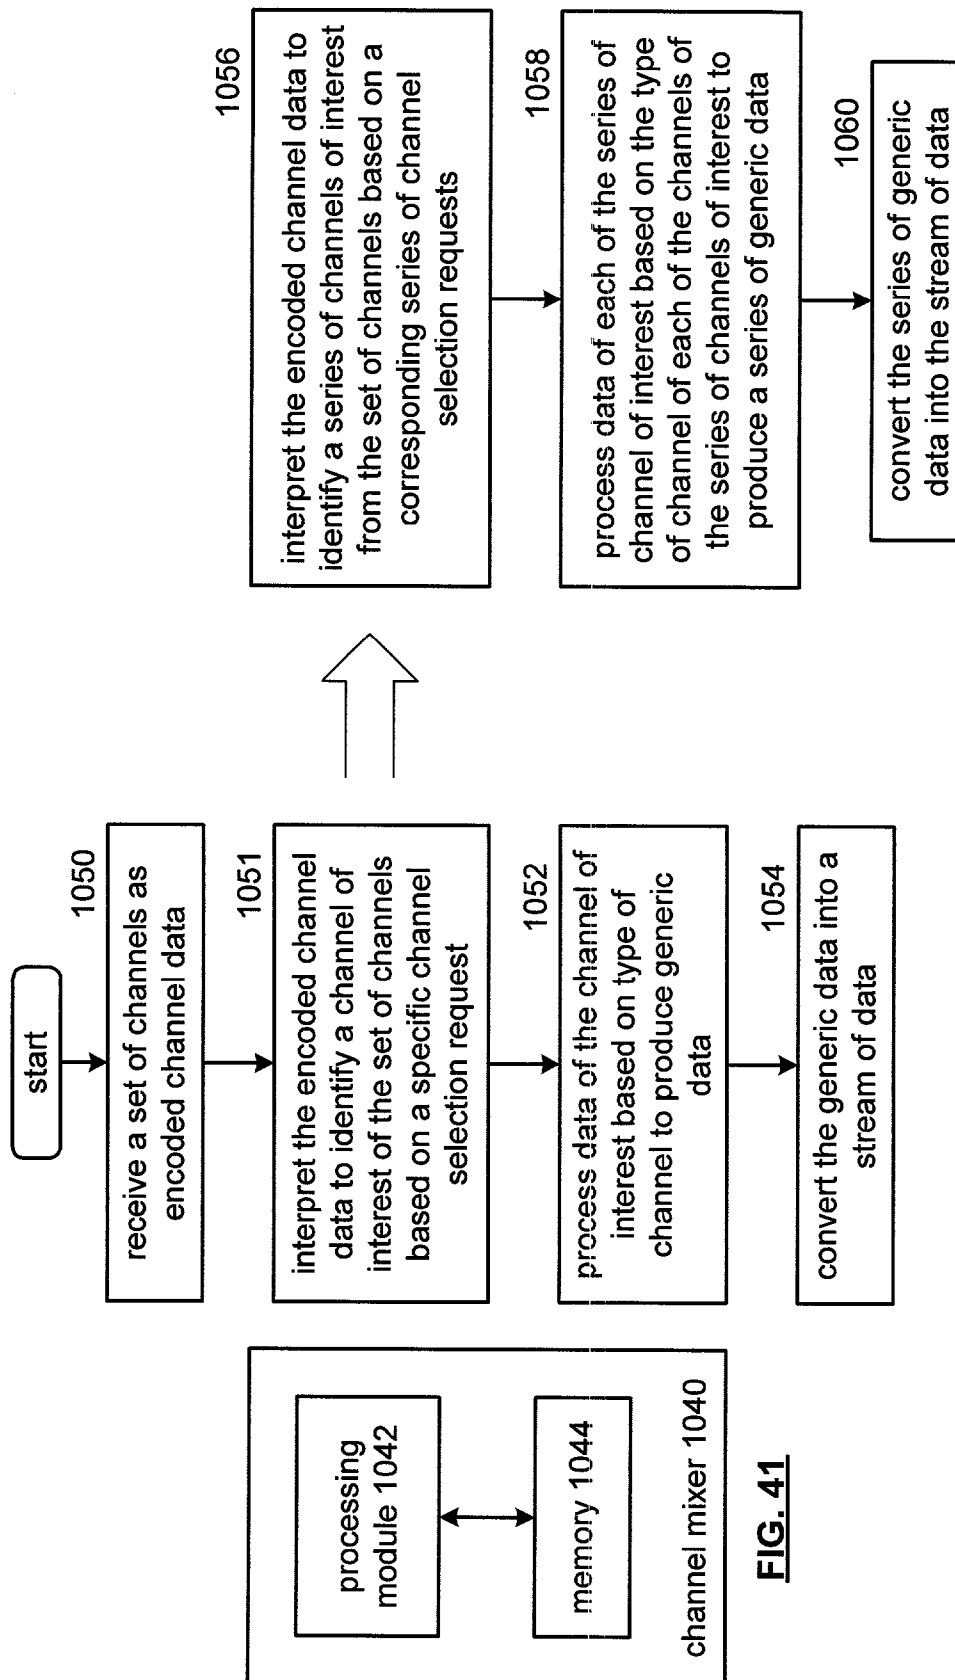 processing
module 1042
memory 1044
channel mixer 1040
FIG. 41
start
1050
receive a set of channels as
encoded channel data
1051
interpret the encoded channel
data to identify a channel of
interest of the set of channels
based on a specific channel
selection request
1052
process data of the channel of
interest based on type of
channel to produce generic
data
1054
convert the generic data into a
stream of data
1056
interpret the encoded channel data to
identify a series of channels of interest
from the set of channels based on a
corresponding series of channel
selection requests
1058
process data of each of the series of
channel of interest based on the type
of channel of each of the channels of
the series of channels of interest to
produce a series of generic data
1060
convert the series of generic
data into the stream of data